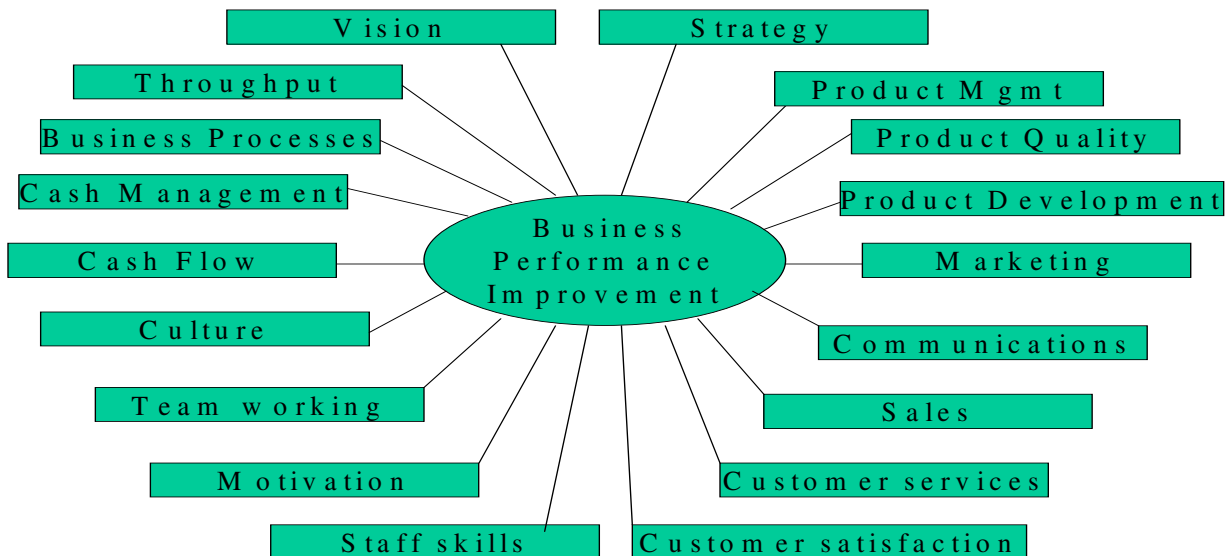 Vision
Strategy
Throughput
Product Mgmt
Business Processes
Product Quality
Cash Management
Product Development
Business
Performance
Improvement
Cash Flow
Marketing
Culture
Communications
Team working
Sales
Motivation
Customer services
Staff skills
Customer satisfaction